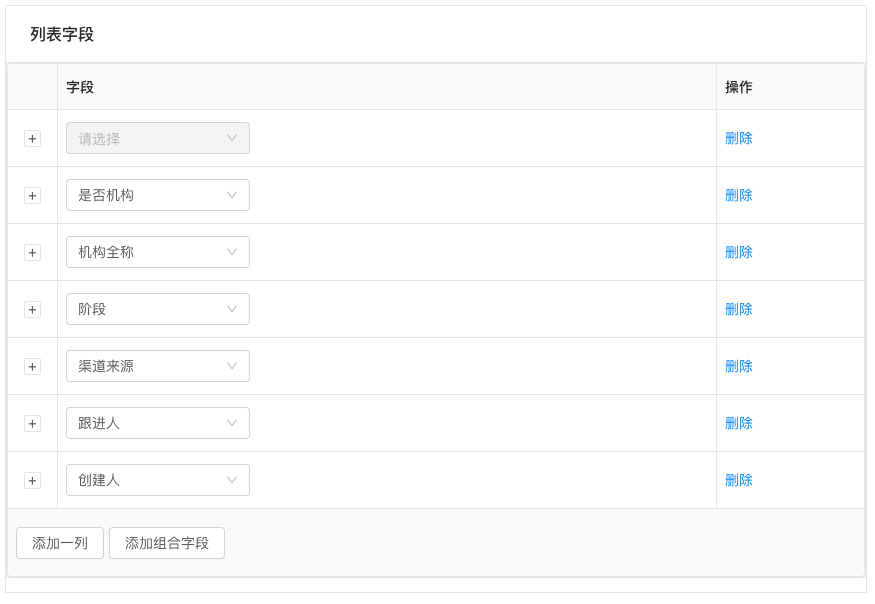 列表字段
字段 操作
+ 请选择 删除
+ 是否机构 删除
+ 机构全称 删除
+ 阶段 删除
+ 渠道来源 删除
+ 跟进人 删除
+ 创建人 删除
添加一列 添加组合字段